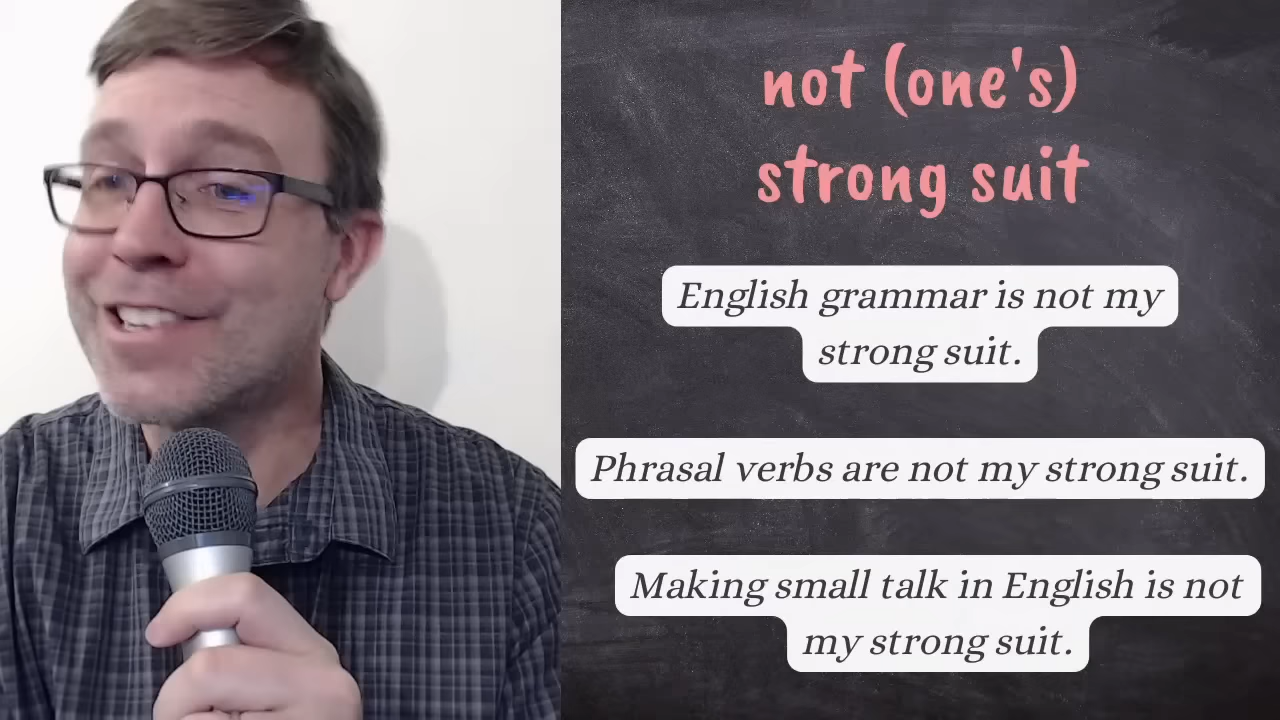 not (one's)
strong suit
English grammar is not my
strong suit.
Phrasal verbs are not my strong suit.
Making small talk in English is not
my strong suit.